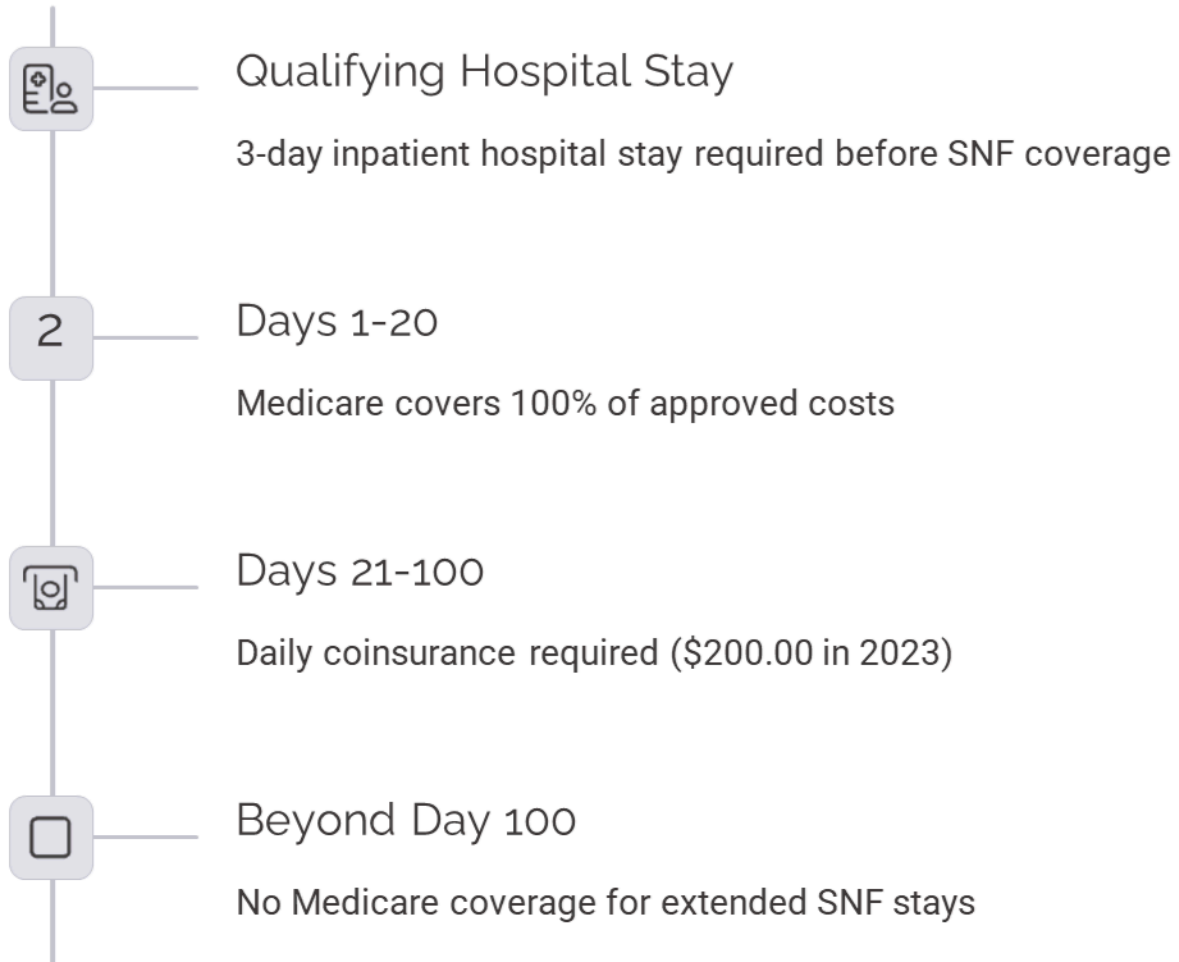 Qualifying Hospital Stay
3-day inpatient hospital stay required before SNF coverage
2
Days 1-20
Medicare covers 100% of approved costs
Days 21-100
Daily coinsurance required ($200.00 in 2023)
Beyond Day 100
No Medicare coverage for extended SNF stays